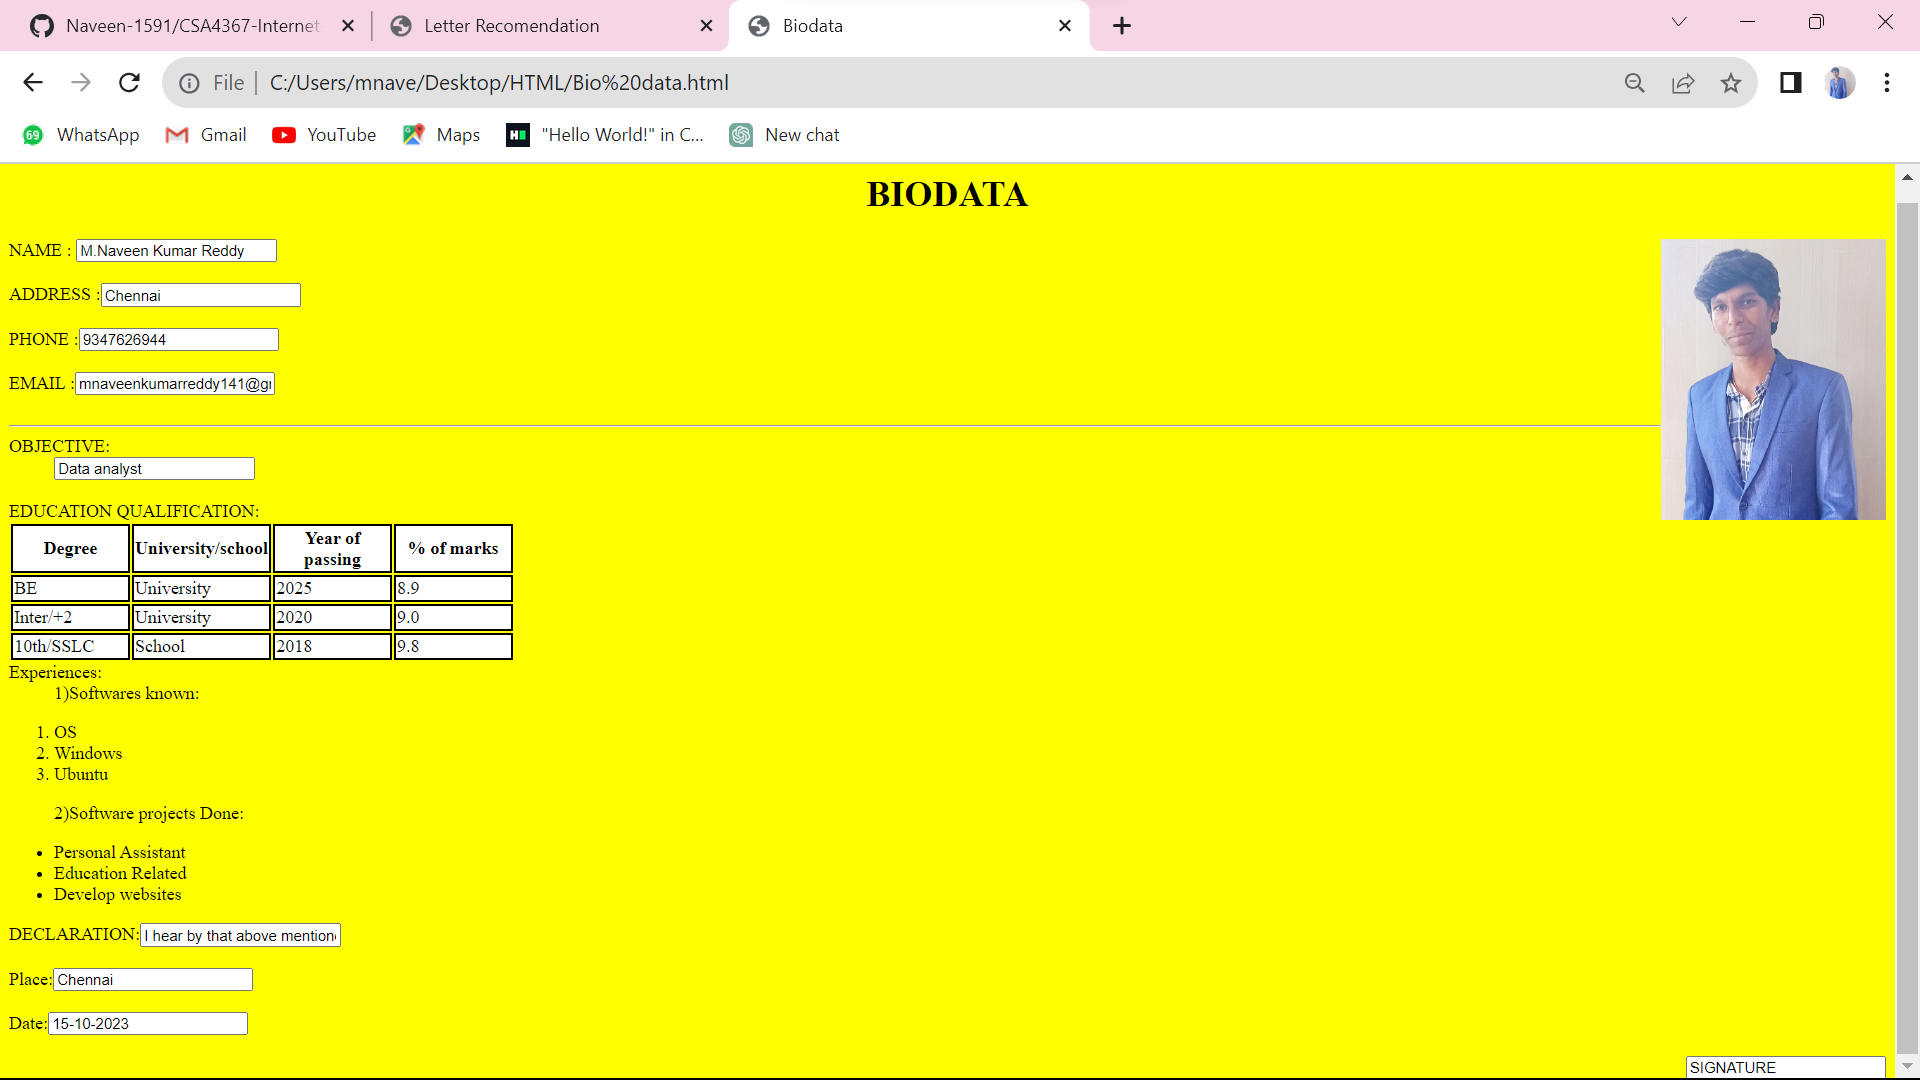 Naveen-1591/CSA4367-Internet
Letter Recomendation
Biodata
File
C:/Users/mnave/Desktop/HTML/Bio%20data.html
69
WhatsApp
Gmail
YouTube
Maps
"Hello World!" in C...
New chat
BIODATA
NAME : M.Naveen Kumar Reddy
ADDRESS :Chennai
PHONE :9347626944
EMAIL :mnaveenkumarreddy141@g
OBJECTIVE:
Data analyst
EDUCATION QUALIFICATION:
Degree University/school Year of passing % of marks
BE University 2025 8.9
Inter/+2 University 2020 9.0
10th/SSLC School 2018 9.8
Experiences:
1)Softwares known:
1. OS
2. Windows
3. Ubuntu
2)Software projects Done:
• Personal Assistant
• Education Related
• Develop websites
DECLARATION:I hear by that above mention
Place:Chennai
Date:15-10-2023
SIGNATURE